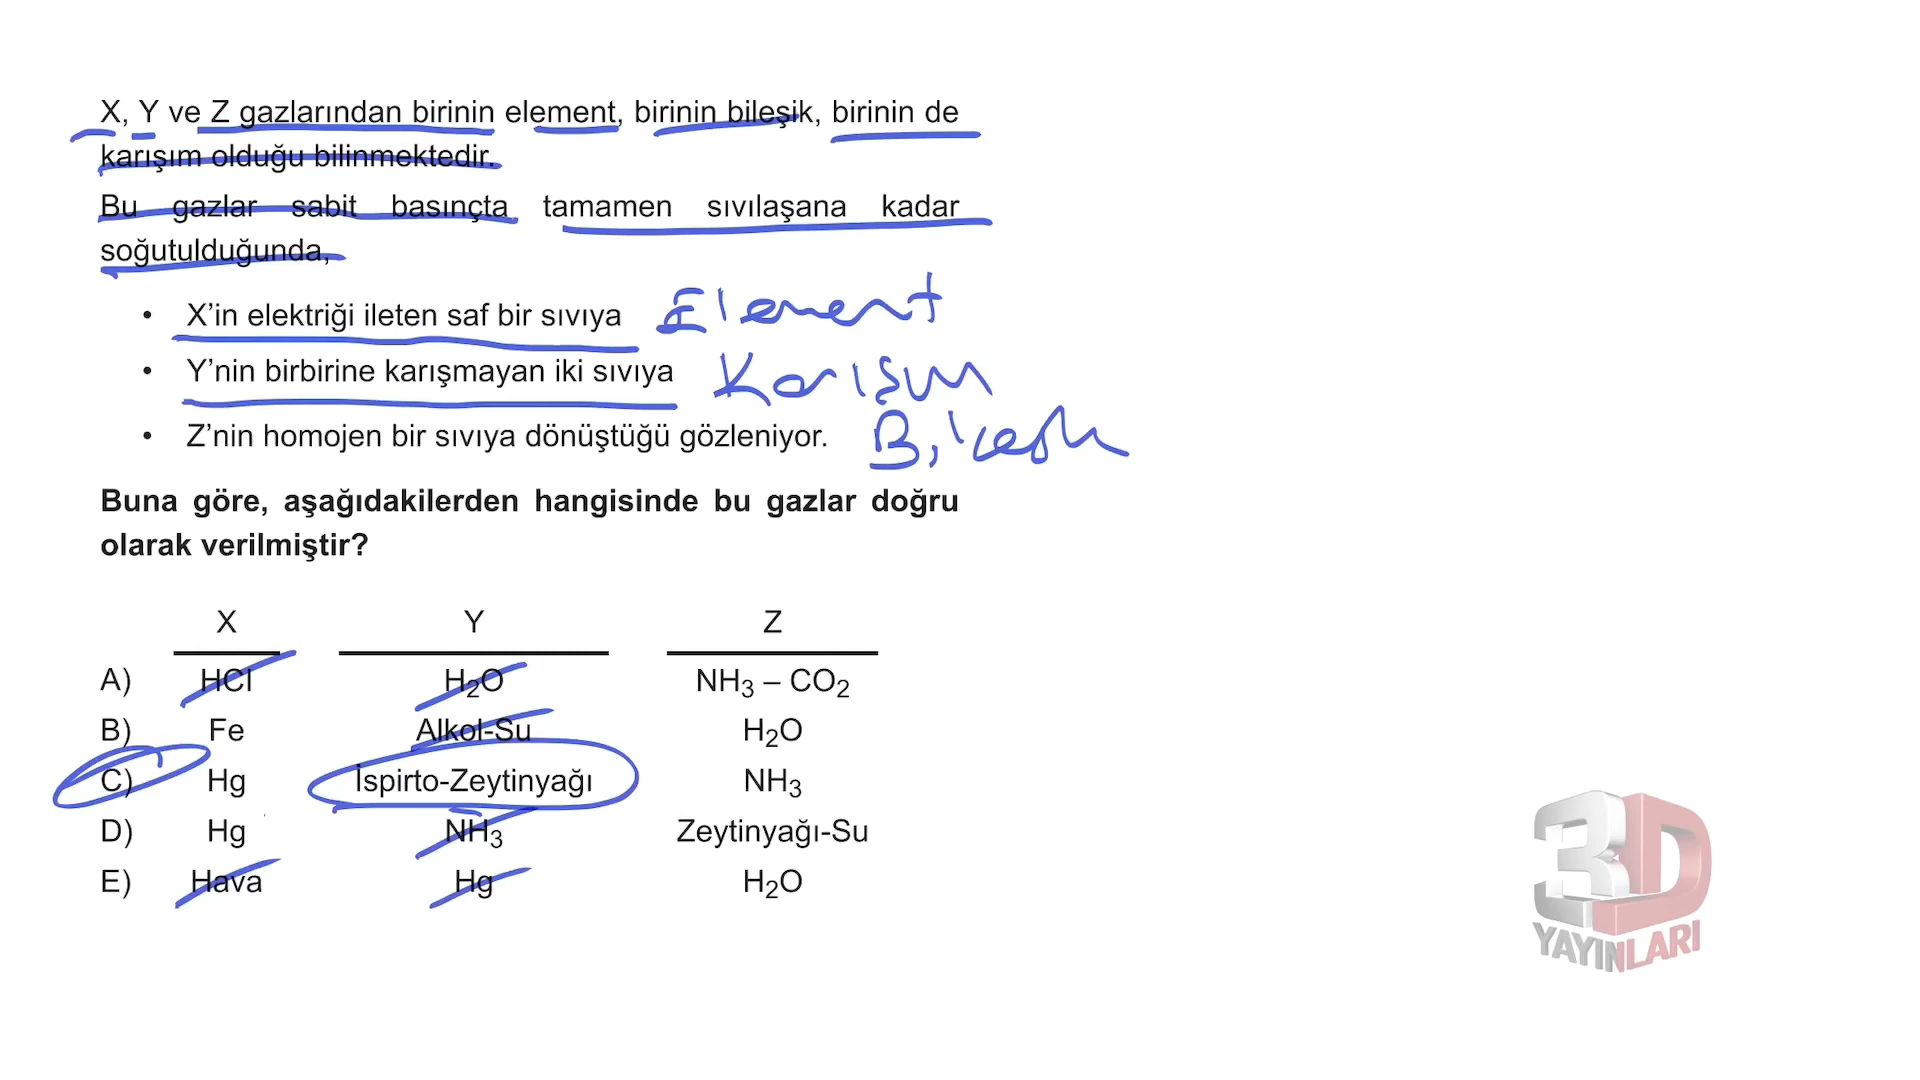 X, Y ve Z gazlarından birinin element, birinin bileşik, birinin de
karışım olduğu bilinmektedir.
Bu gazlar sabit basınçta tamamen sıvılaşana kadar
soğutulduğunda,
• X’in elektriği ileten saf bir sıvıya Element
• Y’nin birbirine karışmayan iki sıvıya Karışım
• Z’nin homojen bir sıvıya dönüştüğü gözleniyor. Bileşik
Buna göre, aşağıdakilerden hangisinde bu gazlar doğru
olarak verilmiştir?
X Y Z
A) HCl H₂O NH₃ – CO₂
B) Fe Alkol-Su H₂O
C) Hg İspirto-Zeytinyağı NH₃
D) Hg NH₃ Zeytinyağı-Su
E) Hava Hg H₂O
3D
YAYINLARI